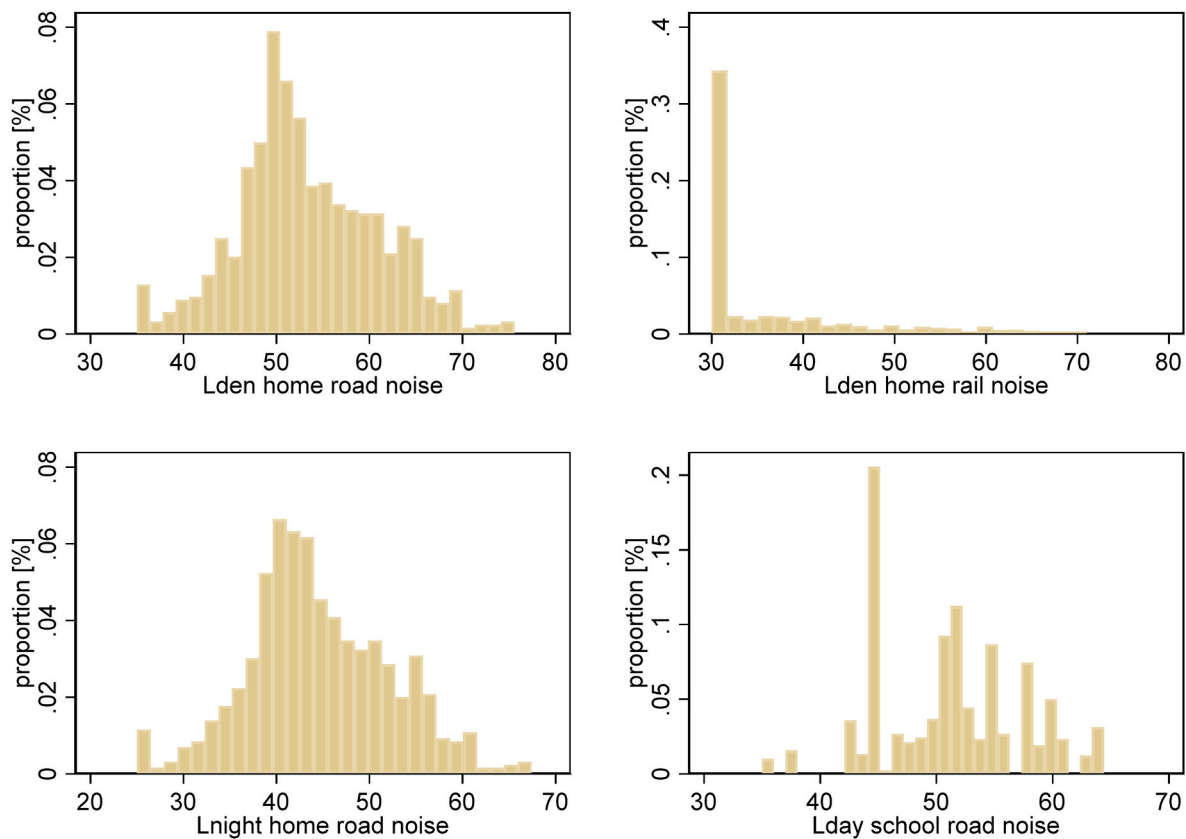 proportion [%]
0 .02 .04 .06 .08
30 40 50 60 70 80
Lden home road noise
proportion [%]
0 .1 .2 .3 .4
30 40 50 60 70 80
Lden home rail noise
proportion [%]
0 .02 .04 .06 .08
20 30 40 50 60 70
Lnight home road noise
proportion [%]
0 .05 .1 .15 .2
30 40 50 60 70
Lday school road noise